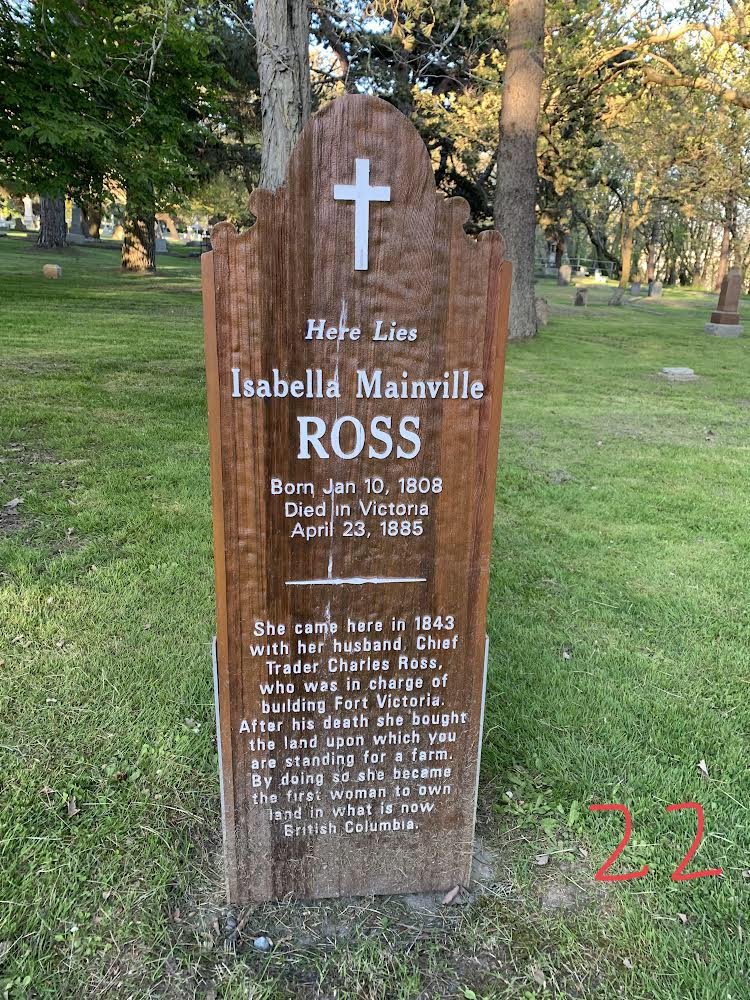 Here Lies
Isabella Mainville
ROSS
Born Jan 10, 1808
Died in Victoria
April 23, 1885
She came here in 1843
with her husband, Chief
Trader Charles Ross,
who was in charge of
building Fort Victoria.
After his death she bought
the land upon which you
are standing for a farm.
By doing so she became
the first woman to own
land in what is now
British Columbia.
22